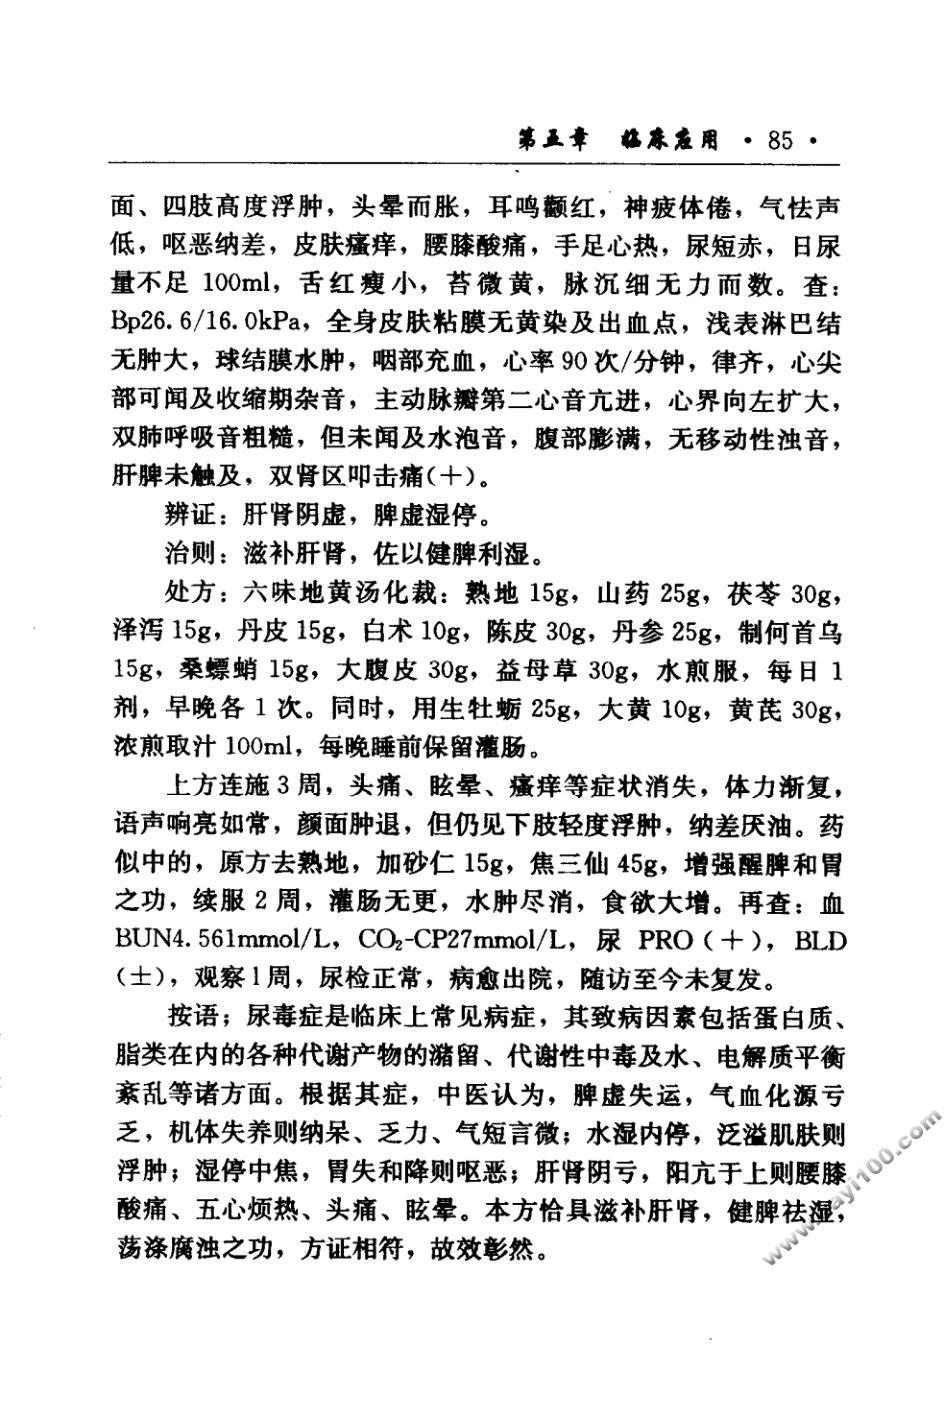 第五章 临床应用 · 85 ·
面、四肢高度浮肿，头晕而胀，耳鸣颧红，神疲体倦，气怯声
低，呕恶纳差，皮肤瘙痒，腰膝酸痛，手足心热，尿短赤，日尿
量不足 100ml，舌红瘦小，苔微黄，脉沉细无力而数。查：
Bp26.6/16.0kPa，全身皮肤粘膜无黄染及出血点，浅表淋巴结
无肿大，球结膜水肿，咽部充血，心率 90 次/分钟，律齐，心尖
部可闻及收缩期杂音，主动脉瓣第二心音亢进，心界向左扩大，
双肺呼吸音粗糙，但未闻及水泡音，腹部膨满，无移动性浊音，
肝脾未触及，双肾区叩击痛(＋)。
辨证：肝肾阴虚，脾虚湿停。
治则：滋补肝肾，佐以健脾利湿。
处方：六味地黄汤化裁：熟地 15g，山药 25g，茯苓 30g，
泽泻 15g，丹皮 15g，白术 10g，陈皮 30g，丹参 25g，制何首乌
15g，桑螵蛸 15g，大腹皮 30g，益母草 30g，水煎服，每日 1
剂，早晚各 1 次。同时，用生牡蛎 25g，大黄 10g，黄芪 30g，
浓煎取汁 100ml，每晚睡前保留灌肠。
上方连施 3 周，头痛、眩晕、瘙痒等症状消失，体力渐复，
语声响亮如常，颜面肿退，但仍见下肢轻度浮肿，纳差厌油。药
似中的，原方去熟地，加砂仁 15g，焦三仙 45g，增强醒脾和胃
之功，续服 2 周，灌肠无更，水肿尽消，食欲大增。再查：血
BUN4.561mmol/L，CO₂-CP27mmol/L，尿 PRO（＋），BLD
（士），观察1周，尿检正常，病愈出院，随访至今未复发。
按语；尿毒症是临床上常见病症，其致病因素包括蛋白质、
脂类在内的各种代谢产物的潴留、代谢性中毒及水、电解质平衡
紊乱等诸方面。根据其症，中医认为，脾虚失运，气血化源亏
乏，机体失养则纳呆、乏力、气短言微；水湿内停，泛溢肌肤则
浮肿；湿停中焦，胃失和降则呕恶；肝肾阴亏，阳亢于上则腰膝
酸痛、五心烦热、头痛、眩晕。本方恰具滋补肝肾，健脾祛湿，
荡涤腐浊之功，方证相符，故效彰然。